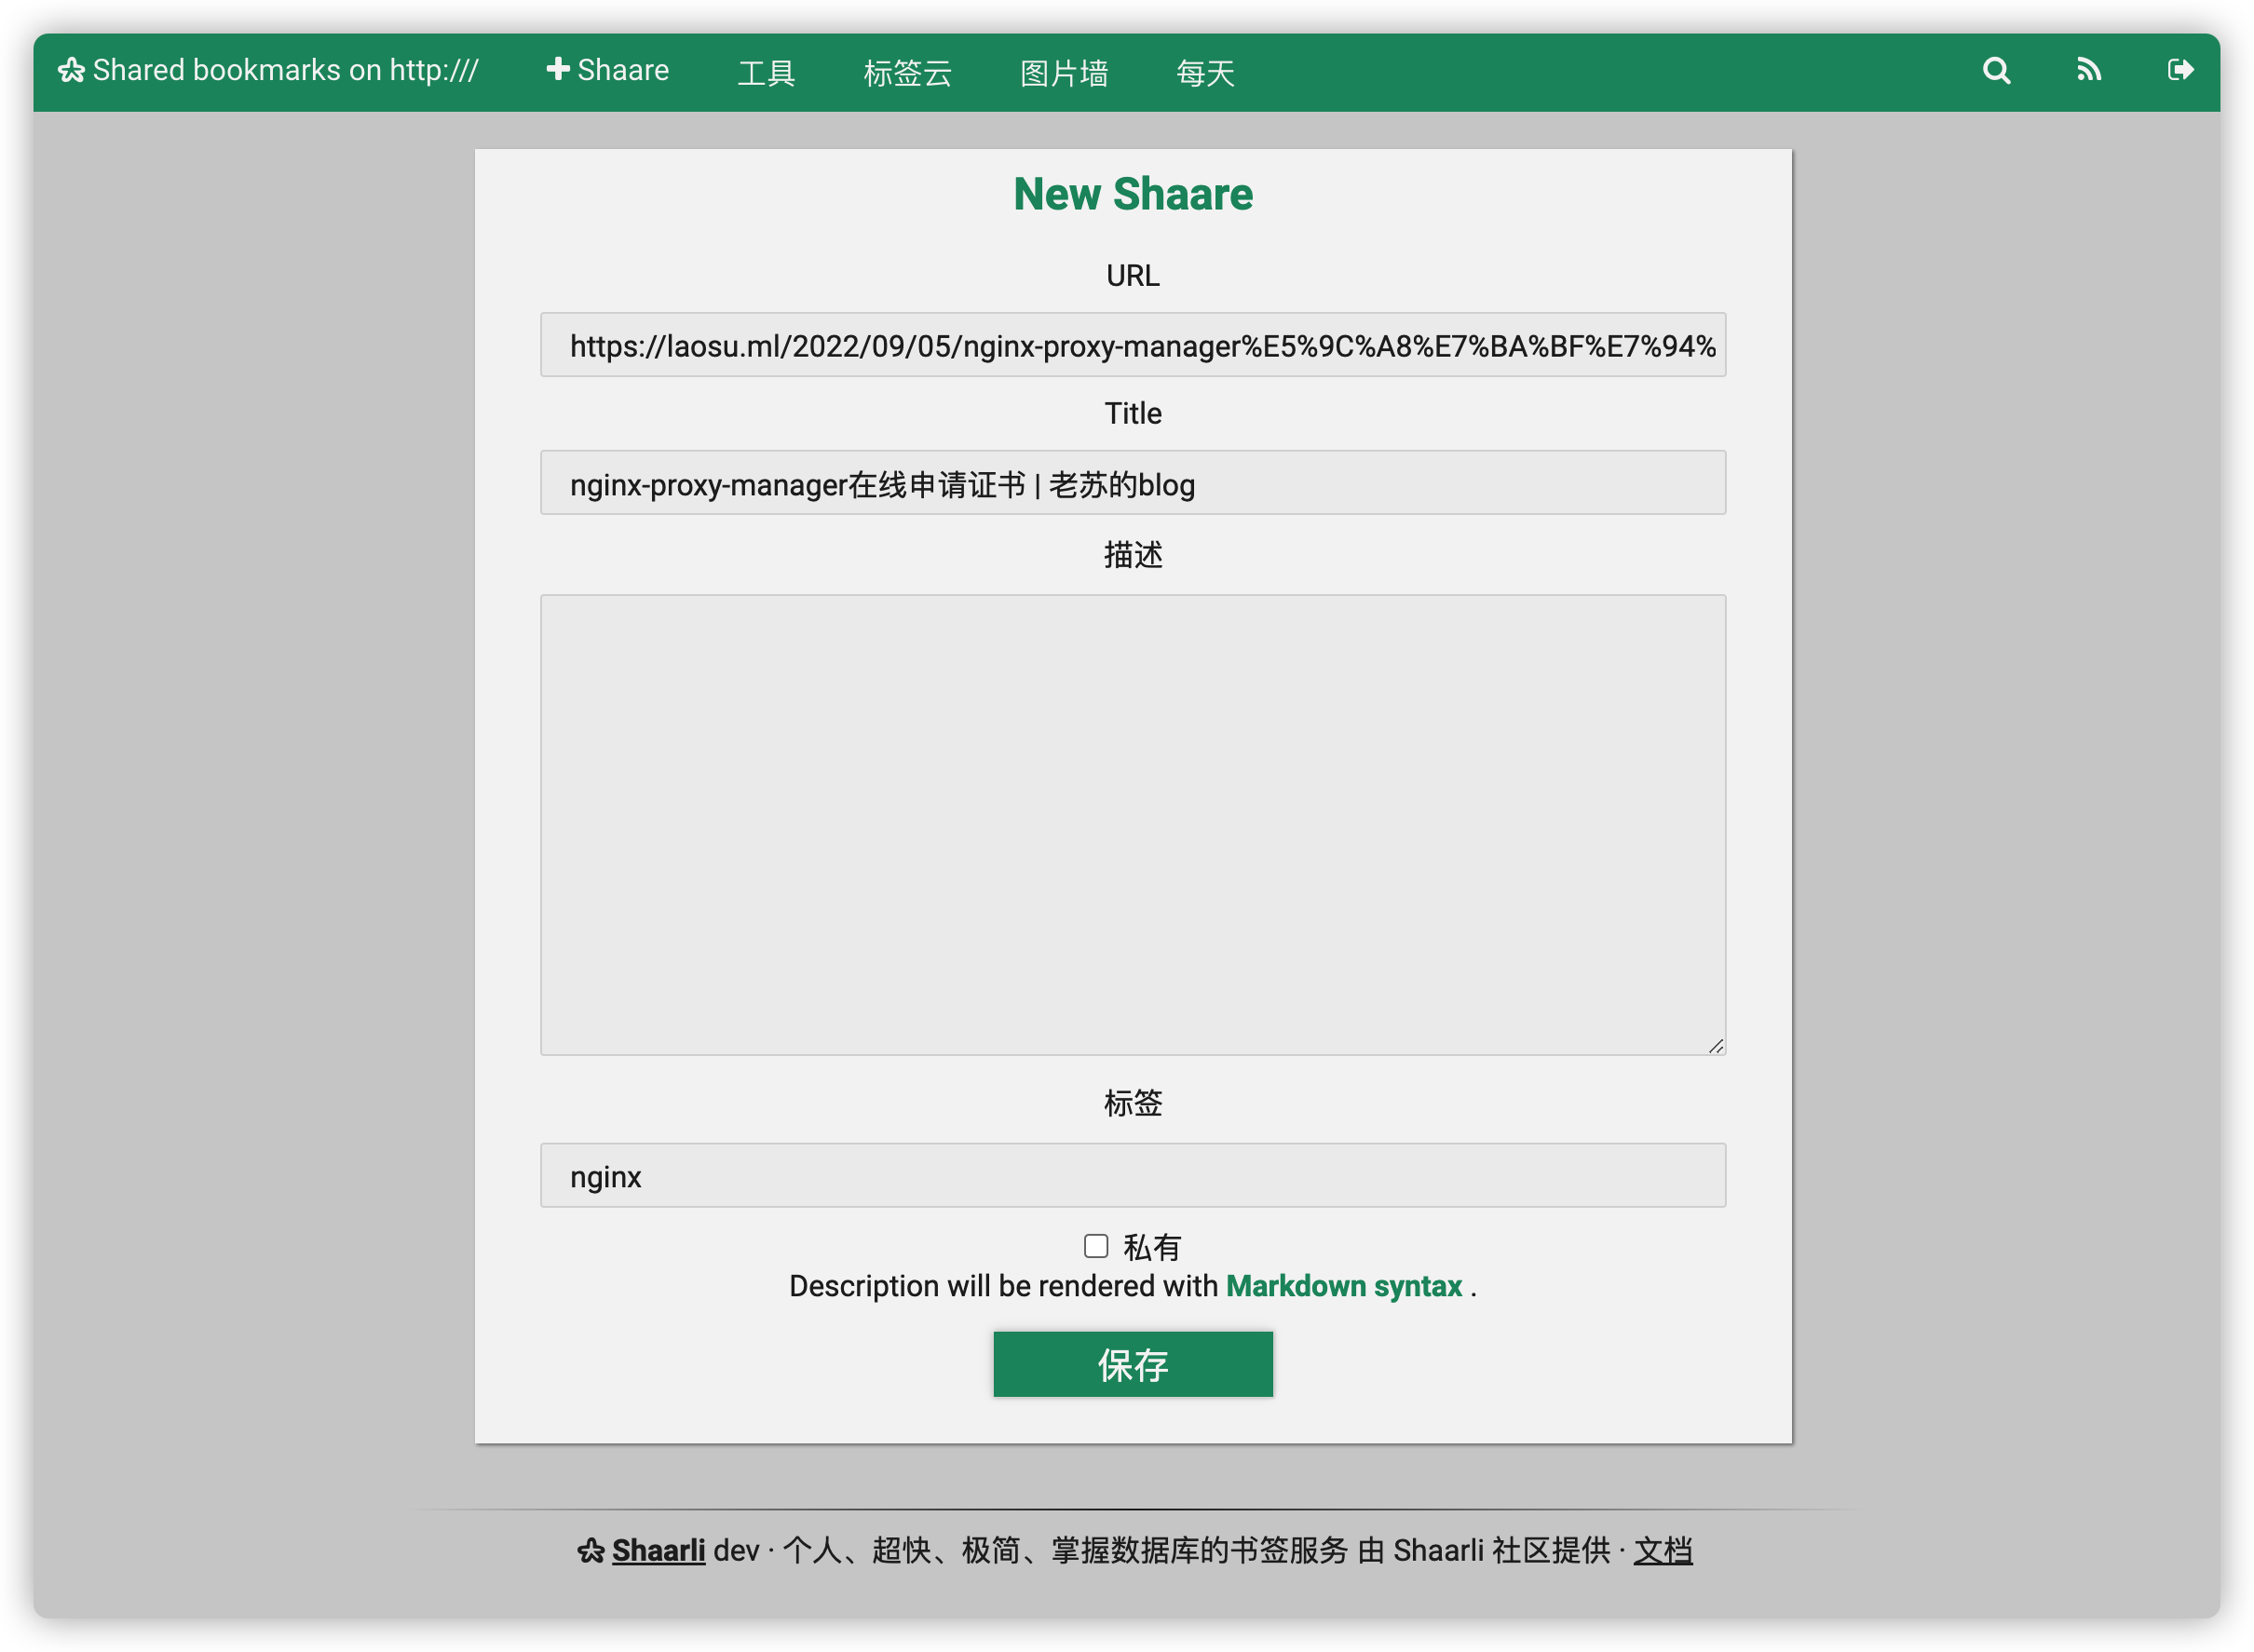 Shared bookmarks on http:/// Shaare 工具 标签云 图片墙 每天
New Shaare
URL
https://laosu.ml/2022/09/05/nginx-proxy-manager%E5%9C%A8%E7%BA%BF%E7%94%
Title
nginx-proxy-manager在线申请证书 | 老苏的blog
描述
标签
nginx
私有
Description will be rendered with Markdown syntax .
保存
Shaarli dev · 个人、超快、极简、掌握数据库的书签服务 由 Shaarli 社区提供 · 文档